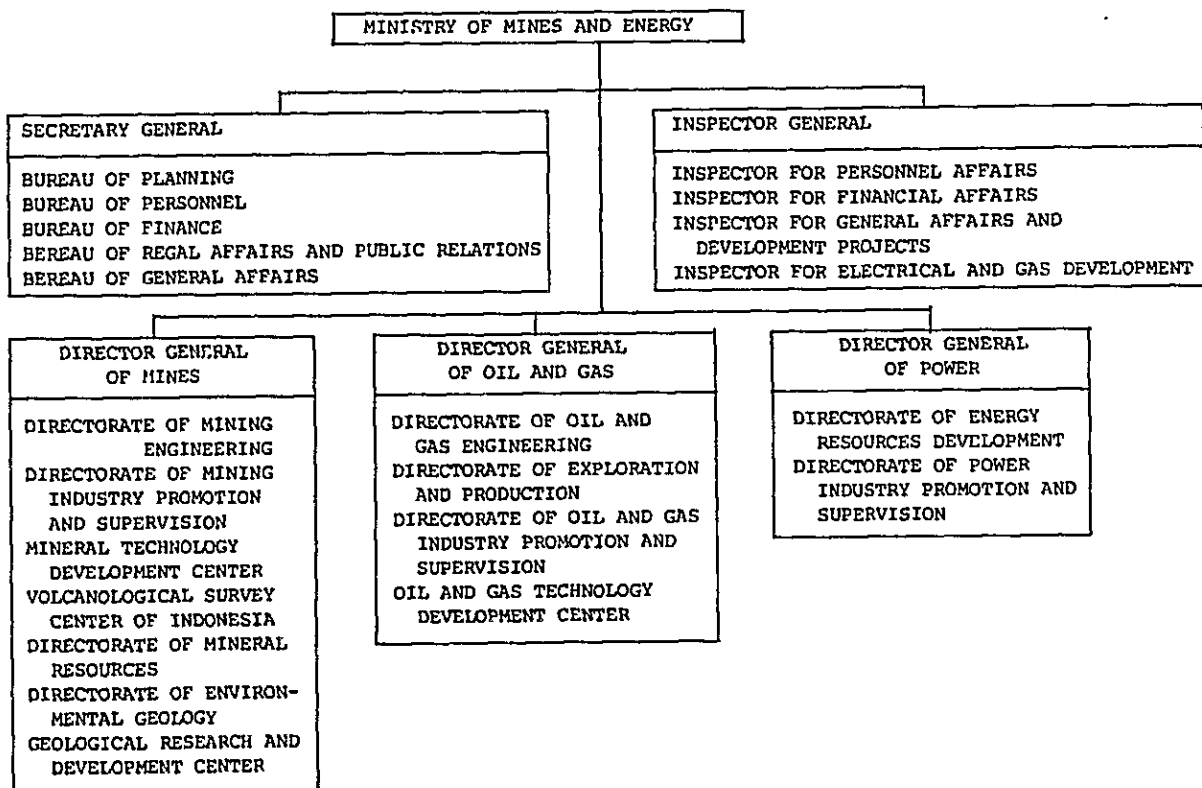 MINISTRY OF MINES AND ENERGY
SECRETARY GENERAL
BUREAU OF PLANNING
BUREAU OF PERSONNEL
BUREAU OF FINANCE
BEREAU OF REGAL AFFAIRS AND PUBLIC RELATIONS
BEREAU OF GENERAL AFFAIRS
INSPECTOR GENERAL
INSPECTOR FOR PERSONNEL AFFAIRS
INSPECTOR FOR FINANCIAL AFFAIRS
INSPECTOR FOR GENERAL AFFAIRS AND
DEVELOPMENT PROJECTS
INSPECTOR FOR ELECTRICAL AND GAS DEVELOPMENT
DIRECTOR GENERAL
OF MINES
DIRECTORATE OF MINING
ENGINEERING
DIRECTORATE OF MINING
INDUSTRY PROMOTION
AND SUPERVISION
MINERAL TECHNOLOGY
DEVELOPMENT CENTER
VOLCANOLOGICAL SURVEY
CENTER OF INDONESIA
DIRECTORATE OF MINERAL
RESOURCES
DIRECTORATE OF ENVIRON-
MENTAL GEOLOGY
GEOLOGICAL RESEARCH AND
DEVELOPMENT CENTER
DIRECTOR GENERAL
OF OIL AND GAS
DIRECTORATE OF OIL AND
GAS ENGINEERING
DIRECTORATE OF EXPLORATION
AND PRODUCTION
DIRECTORATE OF OIL AND GAS
INDUSTRY PROMOTION AND
SUPERVISION
OIL AND GAS TECHNOLOGY
DEVELOPMENT CENTER
DIRECTOR GENERAL
OF POWER
DIRECTORATE OF ENERGY
RESOURCES DEVELOPMENT
DIRECTORATE OF POWER
INDUSTRY PROMOTION AND
SUPERVISION